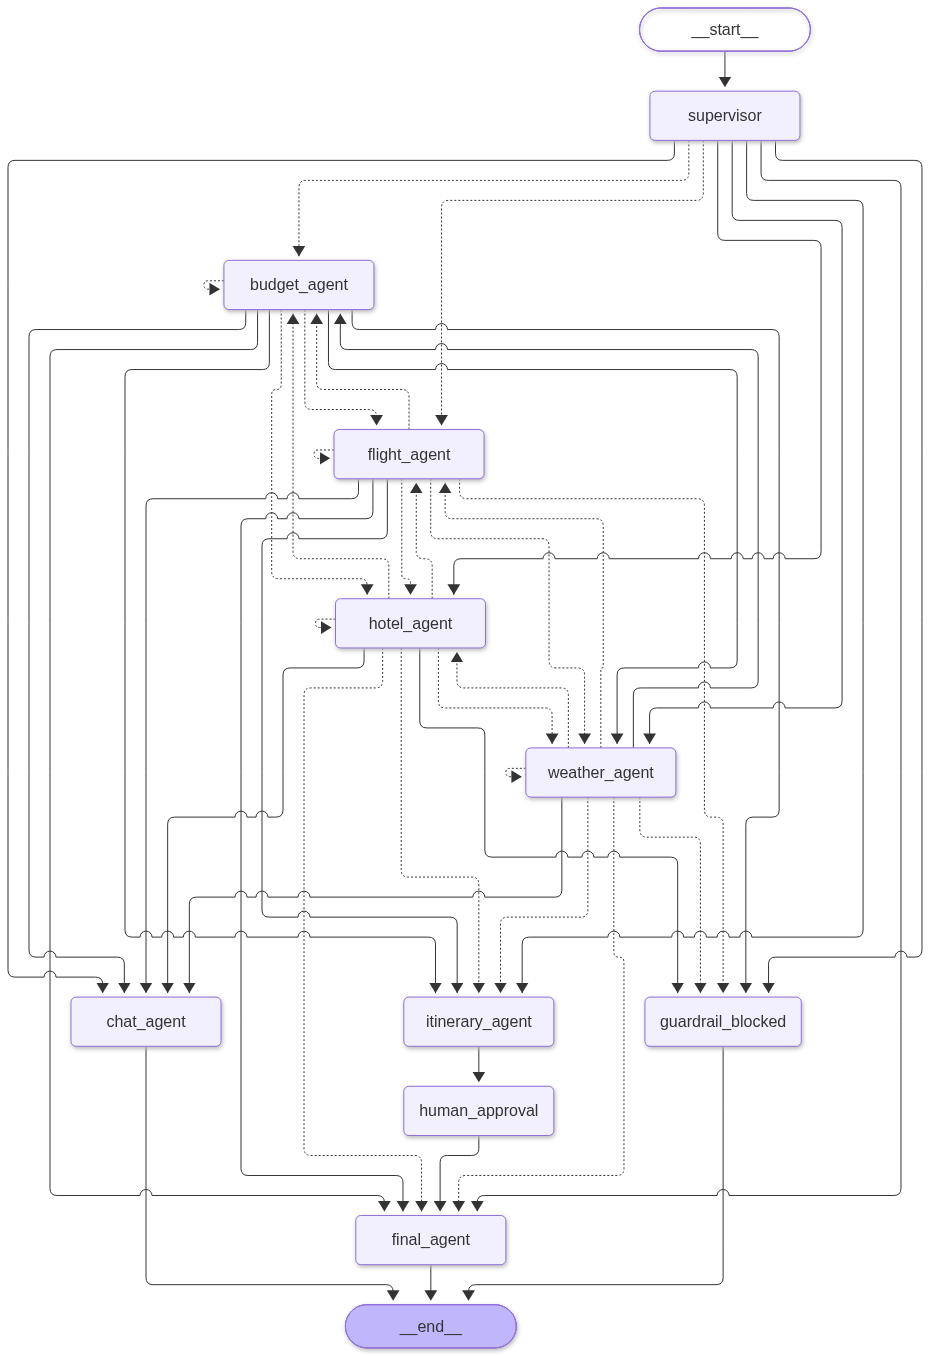 __start__
supervisor
budget_agent
flight_agent
hotel_agent
weather_agent
chat_agent
itinerary_agent
guardrail_blocked
human_approval
final_agent
__end__